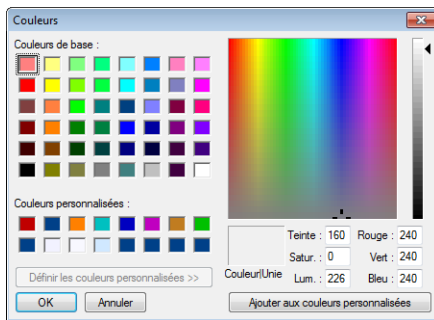 Couleurs
Couleurs de base :
Couleurs personnalisées :
Définir les couleurs personnalisées >>
OK
Annuler
Couleur|Unie
Teinte : 160
Rouge : 240
Satur. : 0
Vert : 240
Lum. : 226
Bleu : 240
Ajouter aux couleurs personnalisées